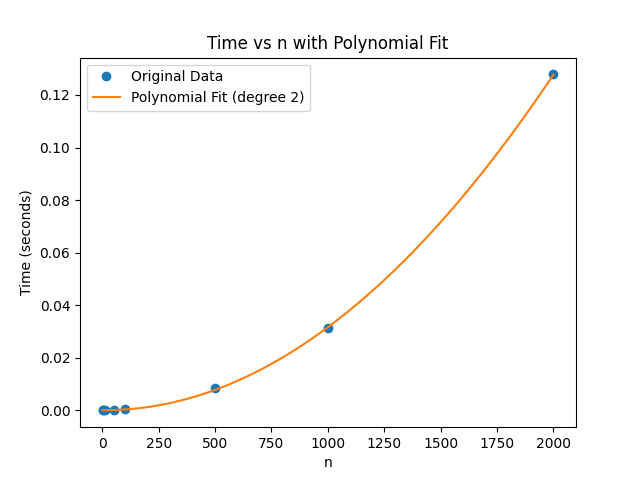 Time vs n with Polynomial Fit
Original Data
Polynomial Fit (degree 2)
Time (seconds)
0.12
0.10
0.08
0.06
0.04
0.02
0.00
0 250 500 750 1000 1250 1500 1750 2000
n